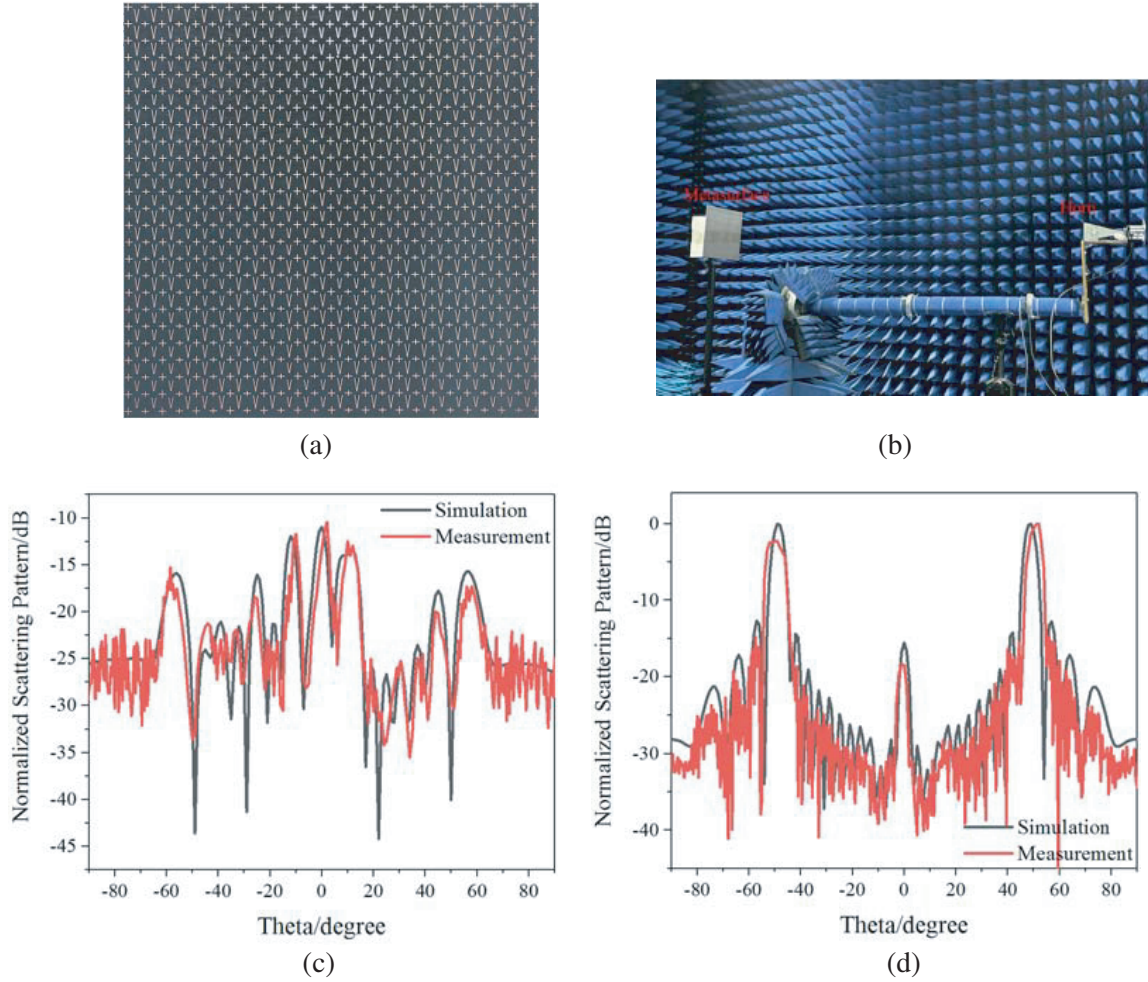 Metasurface
Horn
(a)
(b)
Normalized Scattering Pattern/dB
-10
-15
-20
-25
-30
-35
-40
-45
Simulation
Measurement
-80
-60
-40
-20
0
20
40
60
80
Theta/degree
(c)
Normalized Scattering Pattern/dB
0
-10
-20
-30
-40
Simulation
Measurement
-80
-60
-40
-20
0
20
40
60
80
Theta/degree
(d)